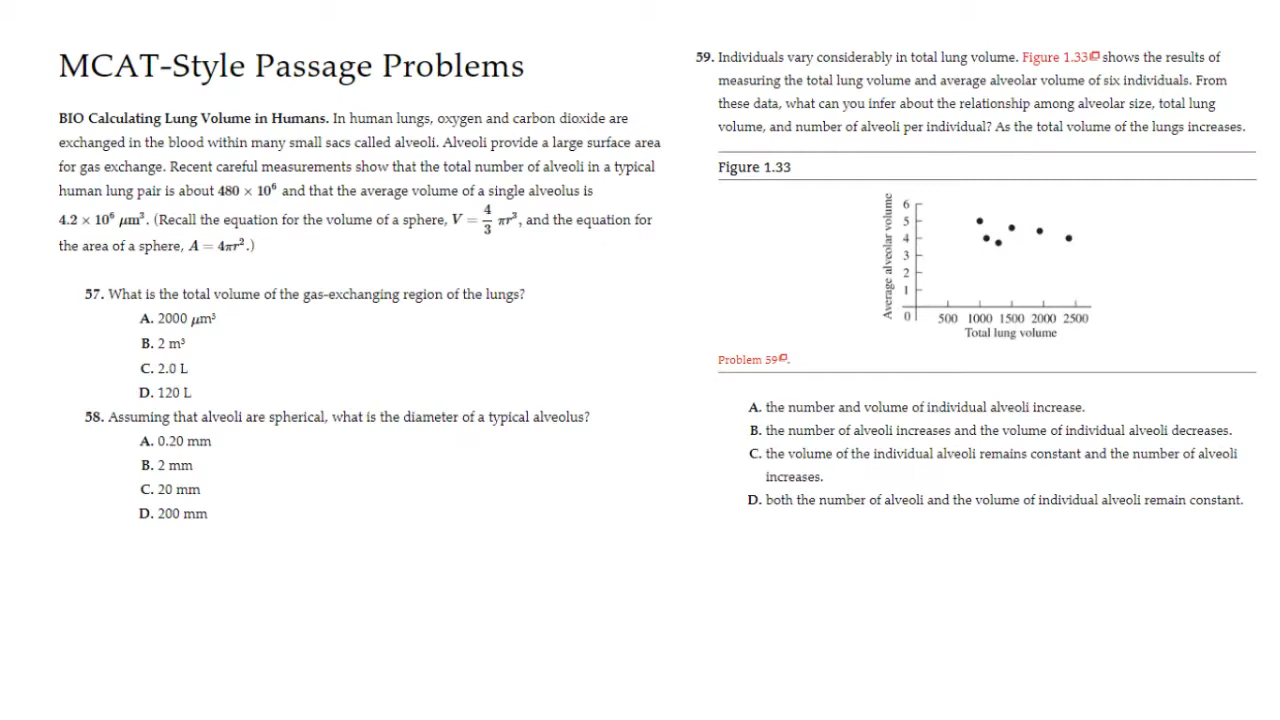 MCAT-Style Passage Problems
BIO Calculating Lung Volume in Humans. In human lungs, oxygen and carbon dioxide are
exchanged in the blood within many small sacs called alveoli. Alveoli provide a large surface area
for gas exchange. Recent careful measurements show that the total number of alveoli in a typical
human lung pair is about 480 × 10⁶ and that the average volume of a single alveolus is
4.2 × 10⁶ μm³. (Recall the equation for the volume of a sphere, V = 4/3 πr³, and the equation for
the area of a sphere, A = 4πr².)
57. What is the total volume of the gas-exchanging region of the lungs?
A. 2000 μm³
B. 2 m³
C. 2.0 L
D. 120 L
58. Assuming that alveoli are spherical, what is the diameter of a typical alveolus?
A. 0.20 mm
B. 2 mm
C. 20 mm
D. 200 mm
59. Individuals vary considerably in total lung volume. Figure 1.33 shows the results of
measuring the total lung volume and average alveolar volume of six individuals. From
these data, what can you infer about the relationship among alveolar size, total lung
volume, and number of alveoli per individual? As the total volume of the lungs increases.
Figure 1.33
Average alveolar volume
6
5
4
3
2
1
0 500 1000 1500 2000 2500
Total lung volume
Problem 59.
A. the number and volume of individual alveoli increase.
B. the number of alveoli increases and the volume of individual alveoli decreases.
C. the volume of the individual alveoli remains constant and the number of alveoli
increases.
D. both the number of alveoli and the volume of individual alveoli remain constant.